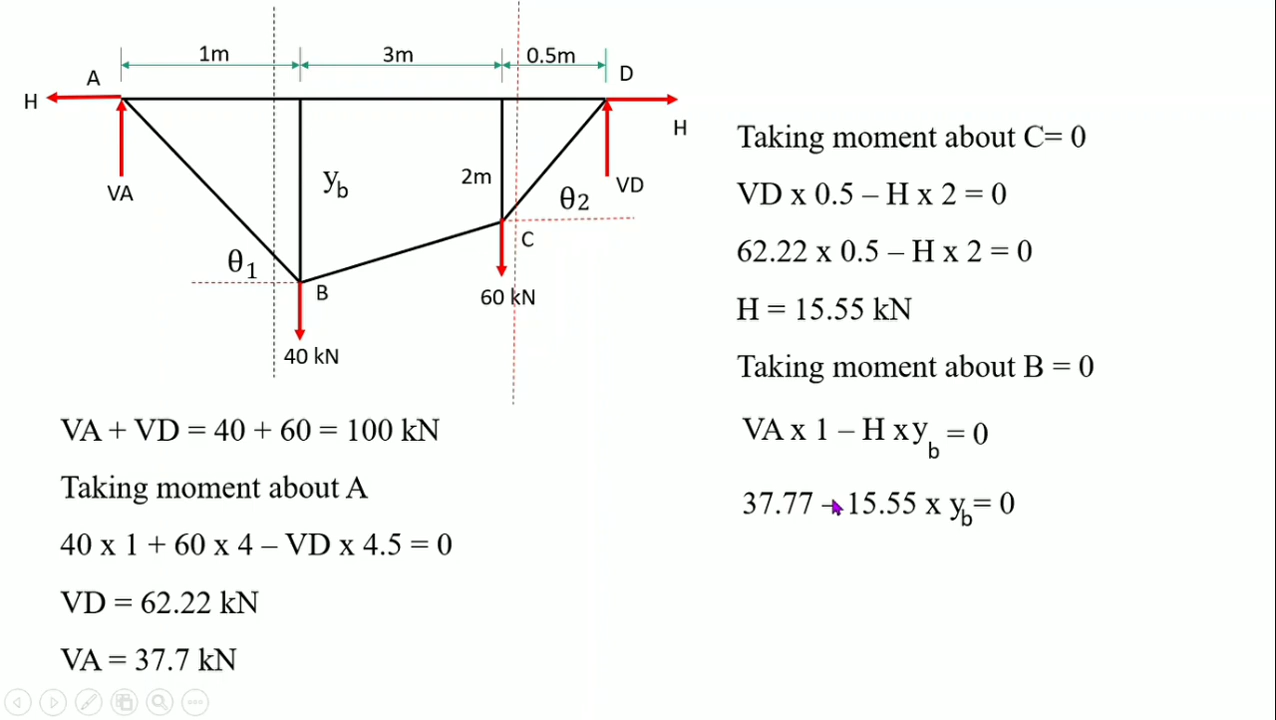 1m
3m
0.5m
A
D
H
H
VA
y_b
2m
θ2
VD
θ1
C
B
60 kN
40 kN
VA + VD = 40 + 60 = 100 kN
Taking moment about A
40 x 1 + 60 x 4 – VD x 4.5 = 0
VD = 62.22 kN
VA = 37.7 kN
Taking moment about C= 0
VD x 0.5 – H x 2 = 0
62.22 x 0.5 – H x 2 = 0
H = 15.55 kN
Taking moment about B = 0
VA x 1 – H x y_b = 0
37.77 – 15.55 x y_b = 0